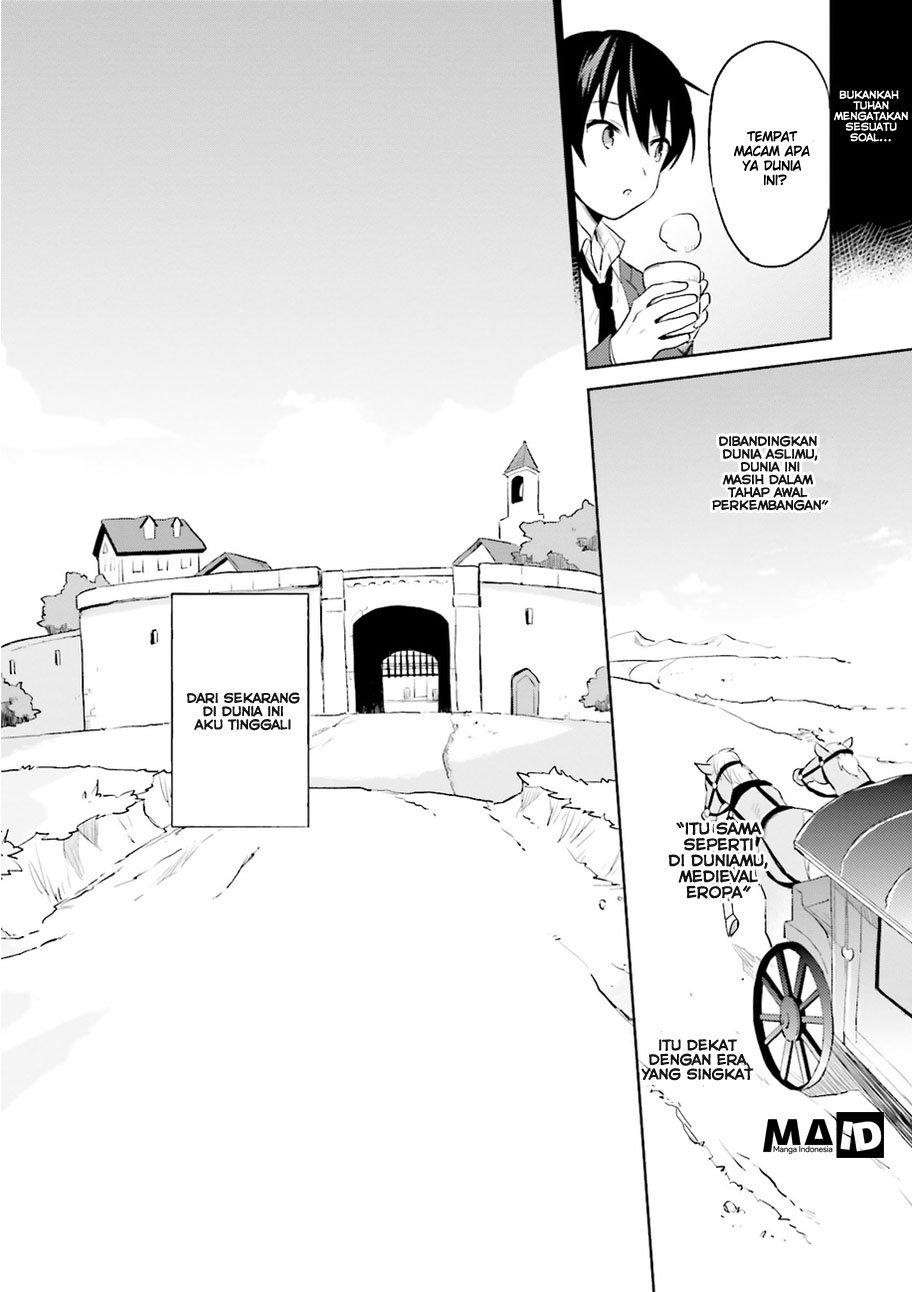 BUKANKAH
TUHAN
MENGATAKAN
SESUATU
SOAL...
TEMPAT
MACAM APA
YA DUNIA
INI?
DIBANDINGKAN
DUNIA ASLIMU,
DUNIA INI
MASIH DALAM
TAHAP AWAL
PERKEMBANGAN"
"ITU SAMA
SEPERTI
DI DUNIAMU,
MEDIEVAL
EROPA"
ITU DEKAT
DENGAN ERA
YANG SINGKAT
MAID
Manga Indonesia
DARI SEKARANG
DI DUNIA INI
AKU TINGGALI